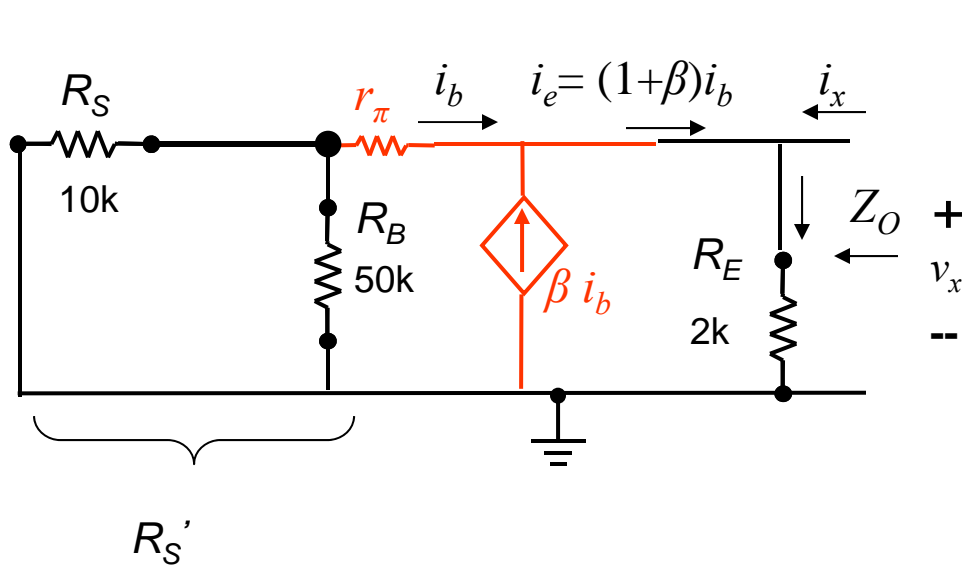 R_S
10k
r_π
i_b
i_e= (1+β)i_b
i_x
R_B
50k
β i_b
R_E
2k
Z_O
+
v_x
--
R_S’